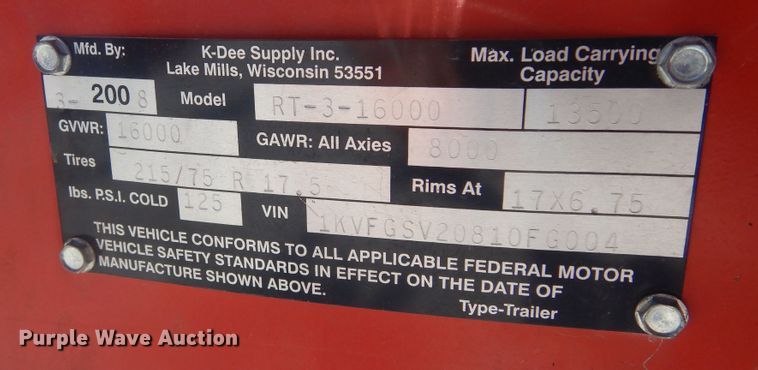 Mfd. By:
K-Dee Supply Inc.
Lake Mills, Wisconsin 53551
Max. Load Carrying
Capacity
3-2008
Model
RT-3-16000
13500
GVWR:
16000
GAWR: All Axies
8000
Tires
215/75 R 17.5
Rims At
17X6.75
lbs. P.S.I. COLD
125
VIN
1KVFGSV20810FG004
THIS VEHICLE CONFORMS TO ALL APPLICABLE FEDERAL MOTOR
VEHICLE SAFETY STANDARDS IN EFFECT ON THE DATE OF
MANUFACTURE SHOWN ABOVE.
Type-Trailer
Purple Wave Auction